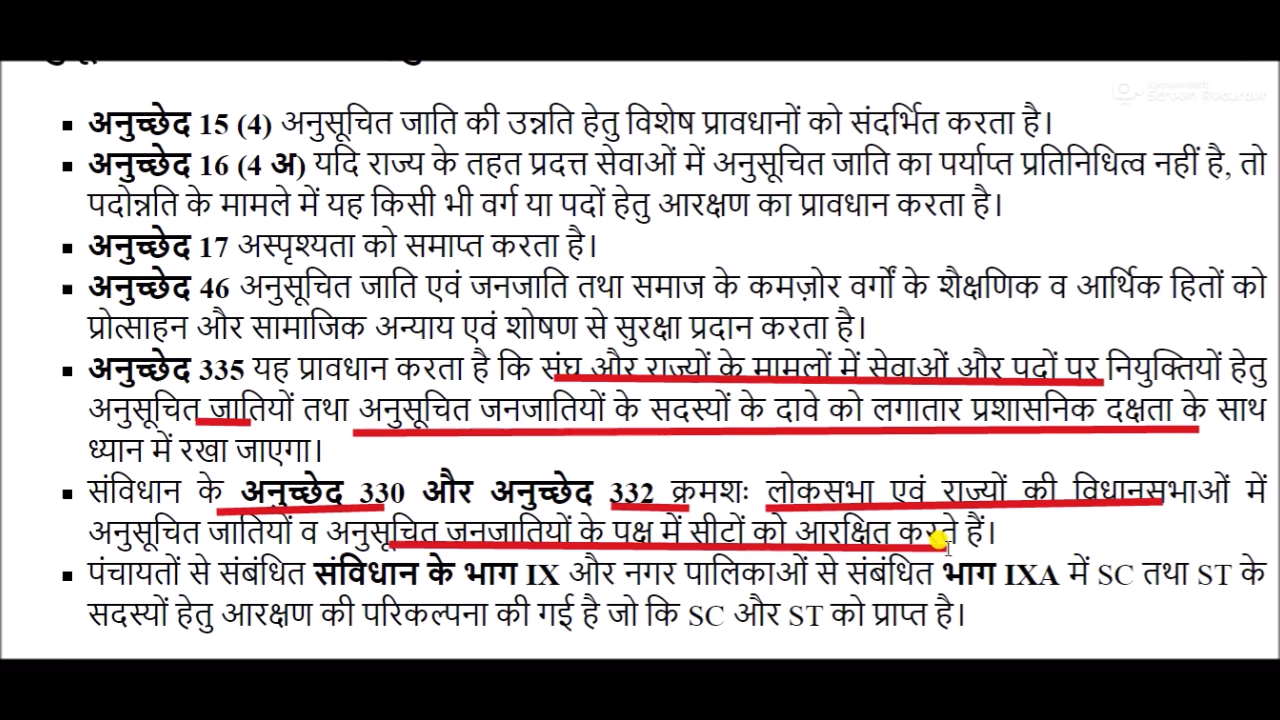 ▪ अनुच्छेद 15 (4) अनुसूचित जाति की उन्नति हेतु विशेष प्रावधानों को संदर्भित करता है।
▪ अनुच्छेद 16 (4 अ) यदि राज्य के तहत प्रदत्त सेवाओं में अनुसूचित जाति का पर्याप्त प्रतिनिधित्व नहीं है, तो
पदोन्नति के मामले में यह किसी भी वर्ग या पदों हेतु आरक्षण का प्रावधान करता है।
▪ अनुच्छेद 17 अस्पृश्यता को समाप्त करता है।
▪ अनुच्छेद 46 अनुसूचित जाति एवं जनजाति तथा समाज के कमज़ोर वर्गों के शैक्षणिक व आर्थिक हितों को
प्रोत्साहन और सामाजिक अन्याय एवं शोषण से सुरक्षा प्रदान करता है।
▪ अनुच्छेद 335 यह प्रावधान करता है कि संघ और राज्यों के मामलों में सेवाओं और पदों पर नियुक्तियों हेतु
अनुसूचित जातियों तथा अनुसूचित जनजातियों के सदस्यों के दावे को लगातार प्रशासनिक दक्षता के साथ
ध्यान में रखा जाएगा।
▪ संविधान के अनुच्छेद 330 और अनुच्छेद 332 क्रमशः लोकसभा एवं राज्यों की विधानसभाओं में
अनुसूचित जातियों व अनुसूचित जनजातियों के पक्ष में सीटों को आरक्षित करते हैं।
▪ पंचायतों से संबंधित संविधान के भाग IX और नगर पालिकाओं से संबंधित भाग IXA में SC तथा ST के
सदस्यों हेतु आरक्षण की परिकल्पना की गई है जो कि SC और ST को प्राप्त है।